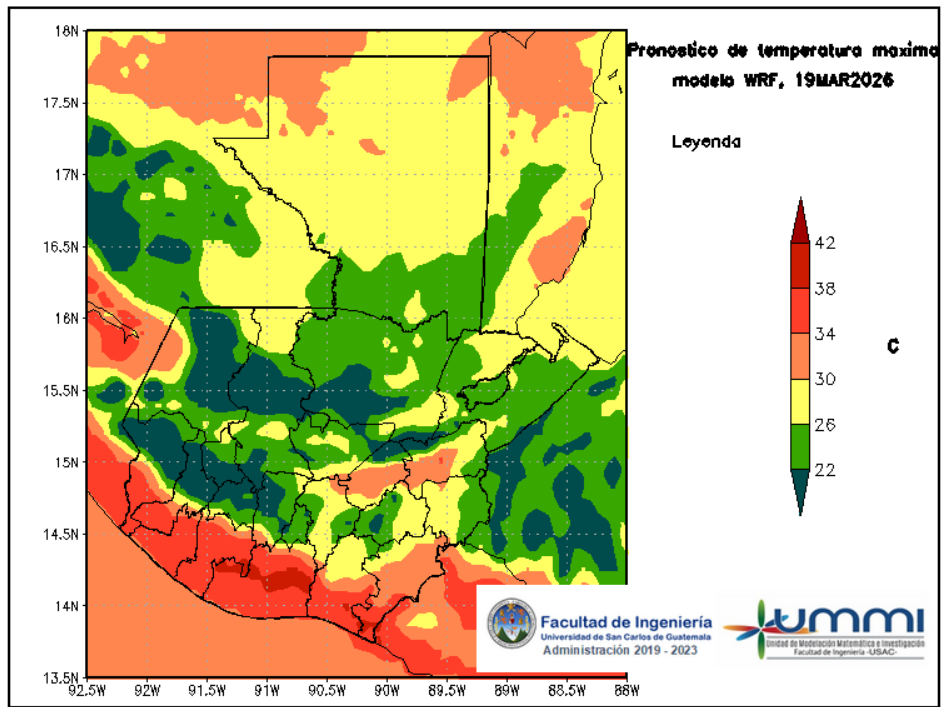 Pronostico de temperatura maxima
modelo WRF, 19MAR2026
Leyenda
42
38
34
30
26
22
C
18N
17.5N
17N
16.5N
16N
15.5N
15N
14.5N
14N
13.5N
92.5W
92W
91.5W
91W
90.5W
90W
89.5W
89W
88.5W
88W
Facultad de Ingeniería
Universidad de San Carlos de Guatemala
Administración 2019 - 2023
ummi
Unidad de Modelación Matemática e Investigación
Facultad de Ingeniería -USAC-